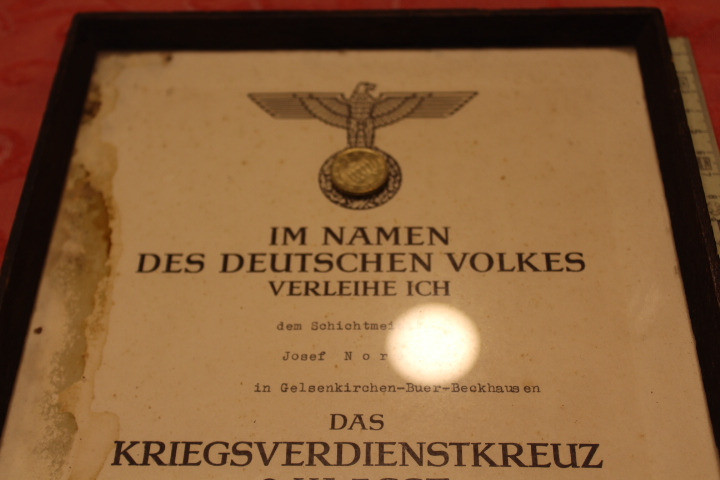 IM NAMEN
DES DEUTSCHEN VOLKES
VERLEIHE ICH
dem
Josef
in Gelsenkirchen-Buer-Beckhausen
DAS
KRIEGSVERDIENSTKREUZ